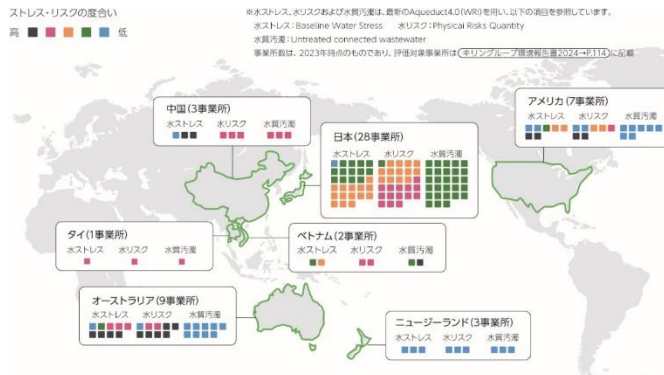 ストレス・リスクの度合い
高 低
※水ストレス、水リスクおよび水質汚濁は、最新のAqueduct4.0(WRI)を用い、以下の項目を参照しています。
水ストレス：Baseline Water Stress 水リスク：Physical Risks Quantity
水質汚濁：Untreated connected wastewater
事業所数は、2023年時点のものであり、評価対象事業所は(キリングループ環境報告書2024→P.114)に記載
中国(3事業所)
水ストレス 水リスク 水質汚濁
日本(28事業所)
水ストレス 水リスク 水質汚濁
アメリカ(7事業所)
水ストレス 水リスク 水質汚濁
タイ(1事業所)
水ストレス 水リスク 水質汚濁
ベトナム(2事業所)
水ストレス 水リスク 水質汚濁
オーストラリア(9事業所)
水ストレス 水リスク 水質汚濁
ニュージーランド(3事業所)
水ストレス 水リスク 水質汚濁